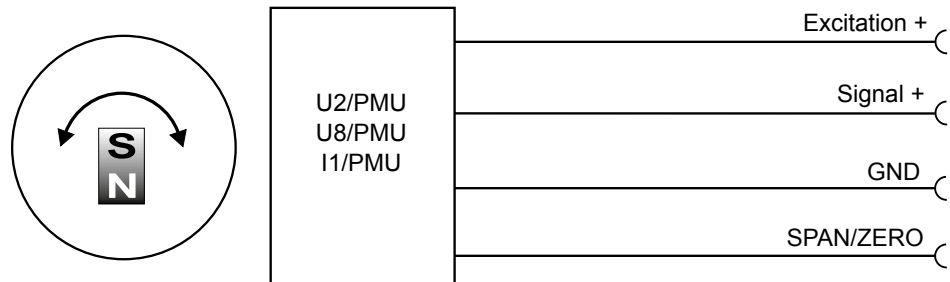 S
N
U2/PMU
U8/PMU
I1/PMU
Excitation +
Signal +
GND
SPAN/ZERO